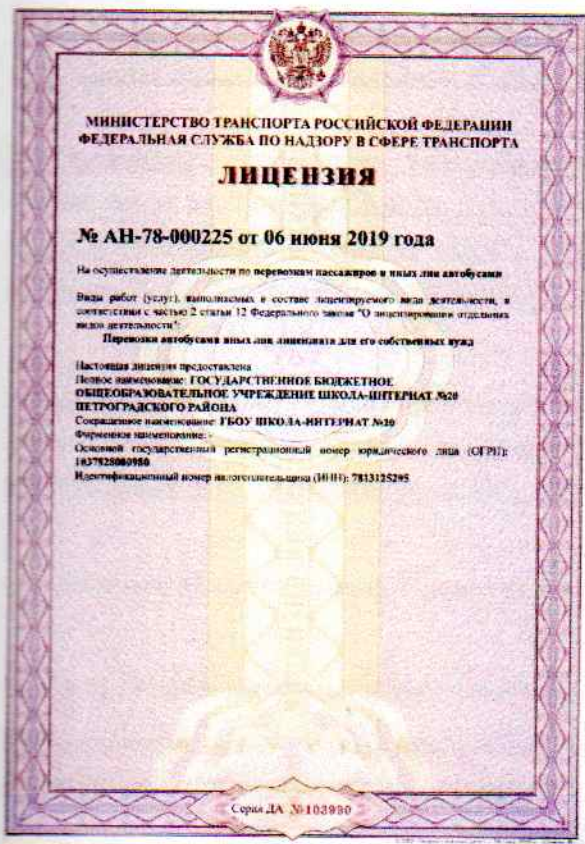 МИНИСТЕРСТВО ТРАНСПОРТА РОССИЙСКОЙ ФЕДЕРАЦИИ
ФЕДЕРАЛЬНАЯ СЛУЖБА ПО НАДЗОРУ В СФЕРЕ ТРАНСПОРТА
ЛИЦЕНЗИЯ
№ АН-78-000225 от 06 июня 2019 года
На осуществление деятельности по перевозкам пассажиров и иных лиц автобусами
Виды работ (услуг), выполняемых в составе лицензируемого вида деятельности, в
соответствии с частью 2 статьи 12 Федерального закона "О лицензировании отдельных
видов деятельности":
Перевозки автобусами иных лиц лицензиата для его собственных нужд
Настоящая лицензия предоставлена
Полное наименование: ГОСУДАРСТВЕННОЕ БЮДЖЕТНОЕ
ОБЩЕОБРАЗОВАТЕЛЬНОЕ УЧРЕЖДЕНИЕ ШКОЛА-ИНТЕРНАТ №20
ПЕТРОГРАДСКОГО РАЙОНА
Сокращенное наименование: ГБОУ ШКОЛА-ИНТЕРНАТ №20
Фирменное наименование: -
Основной государственный регистрационный номер юридического лица (ОГРН):
1037828000980
Идентификационный номер налогоплательщика (ИНН): 7813125295
Серия ДА № 103930